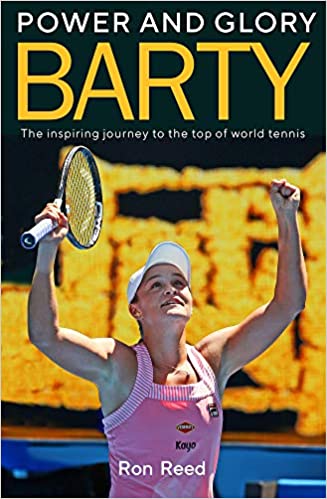 POWER AND GLORY
BARTY
The inspiring journey to the top of world tennis
Kayo
Ron Reed